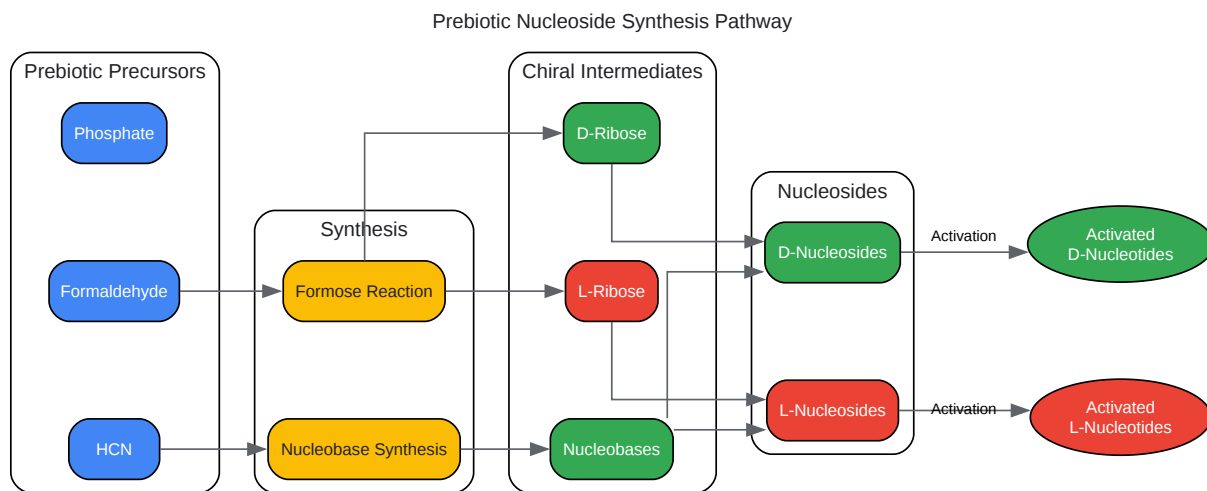 Prebiotic Nucleoside Synthesis Pathway
Prebiotic Precursors
Phosphate
Formaldehyde
HCN
Synthesis
Formose Reaction
Nucleobase Synthesis
Chiral Intermediates
D-Ribose
L-Ribose
Nucleobases
Nucleosides
D-Nucleosides
L-Nucleosides
Activation
Activation
Activated
D-Nucleotides
Activated
L-Nucleotides